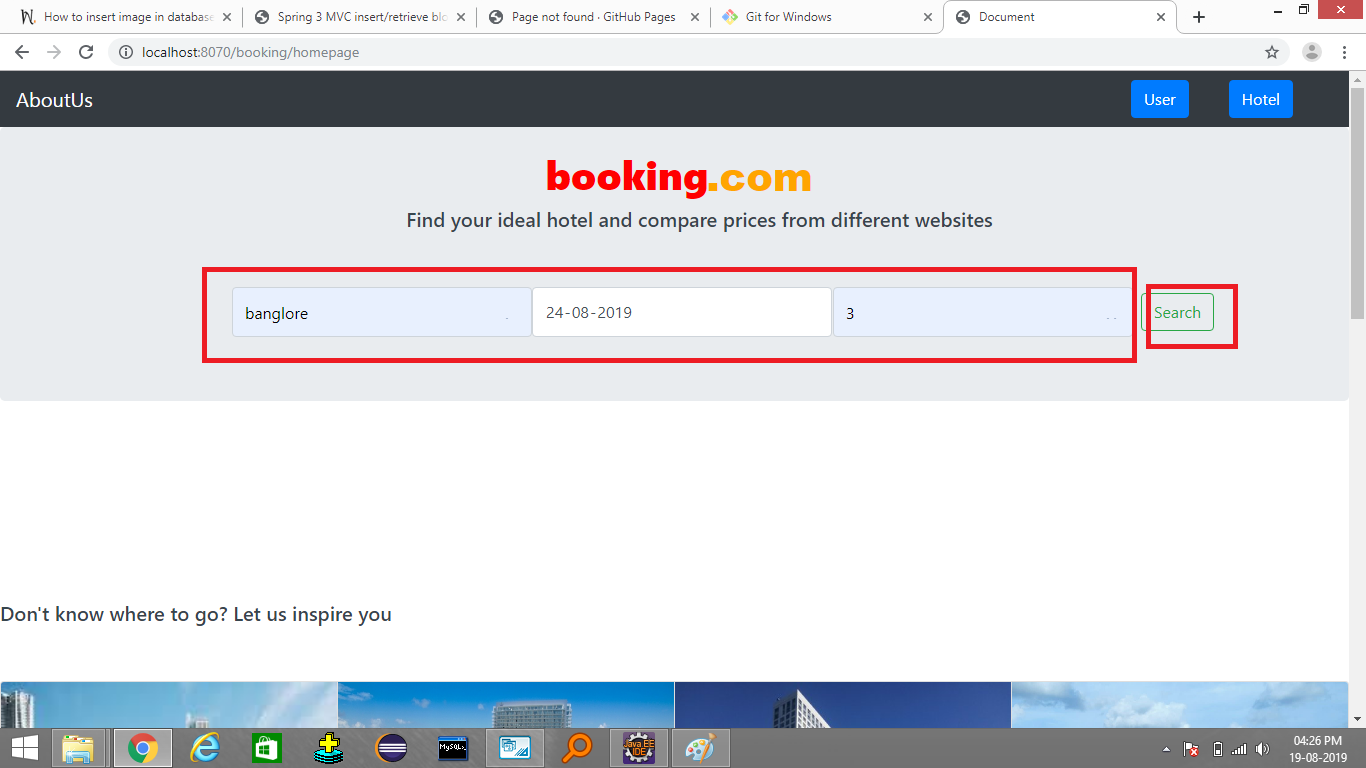 How to insert image in database
Spring 3 MVC insert/retrieve blo
Page not found · GitHub Pages
Git for Windows
Document
localhost:8070/booking/homepage
AboutUs
User
Hotel
booking.com
Find your ideal hotel and compare prices from different websites
banglore
24-08-2019
3
Search
Don't know where to go? Let us inspire you
MySQL
Java EE
IDE
04:26 PM
19-08-2019